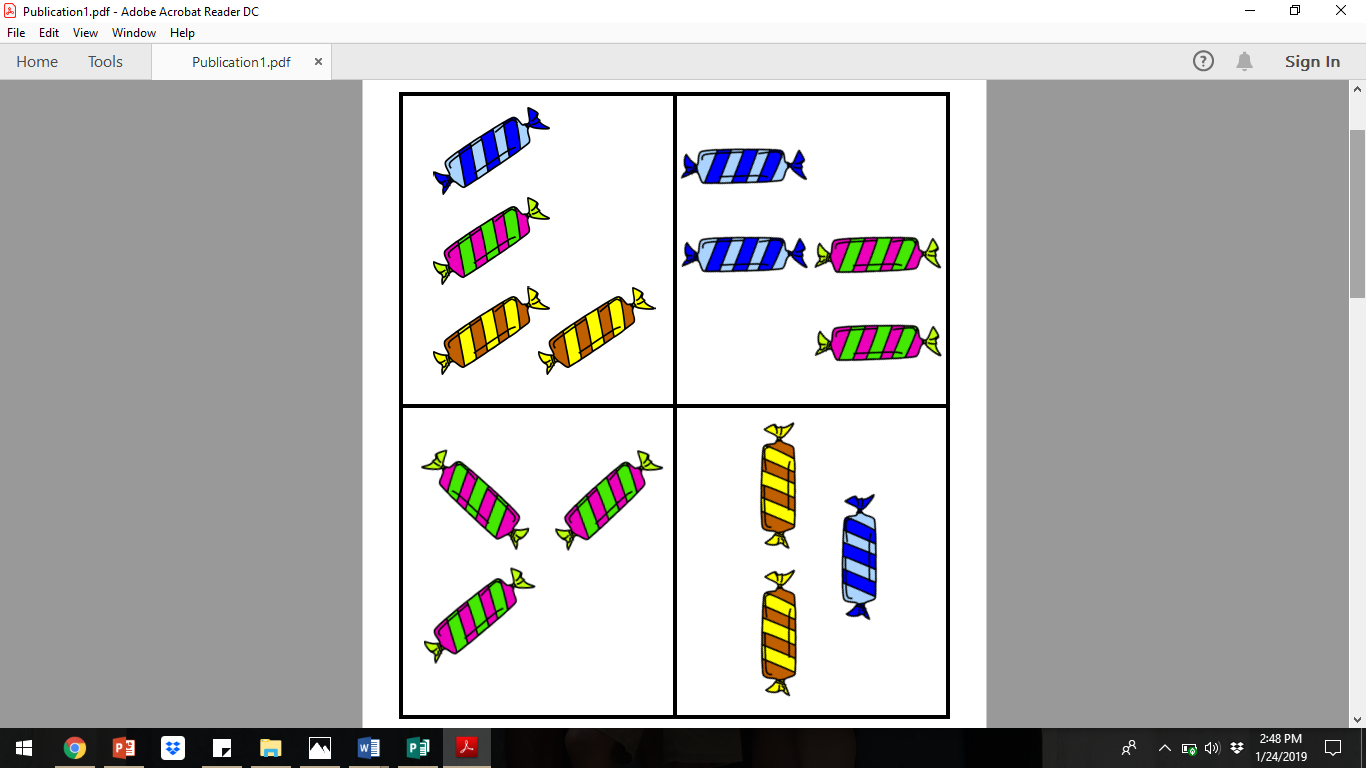 Publication1.pdf - Adobe Acrobat Reader DC
File Edit View Window Help
Home Tools Publication1.pdf × Sign In
2:48 PM
1/24/2019